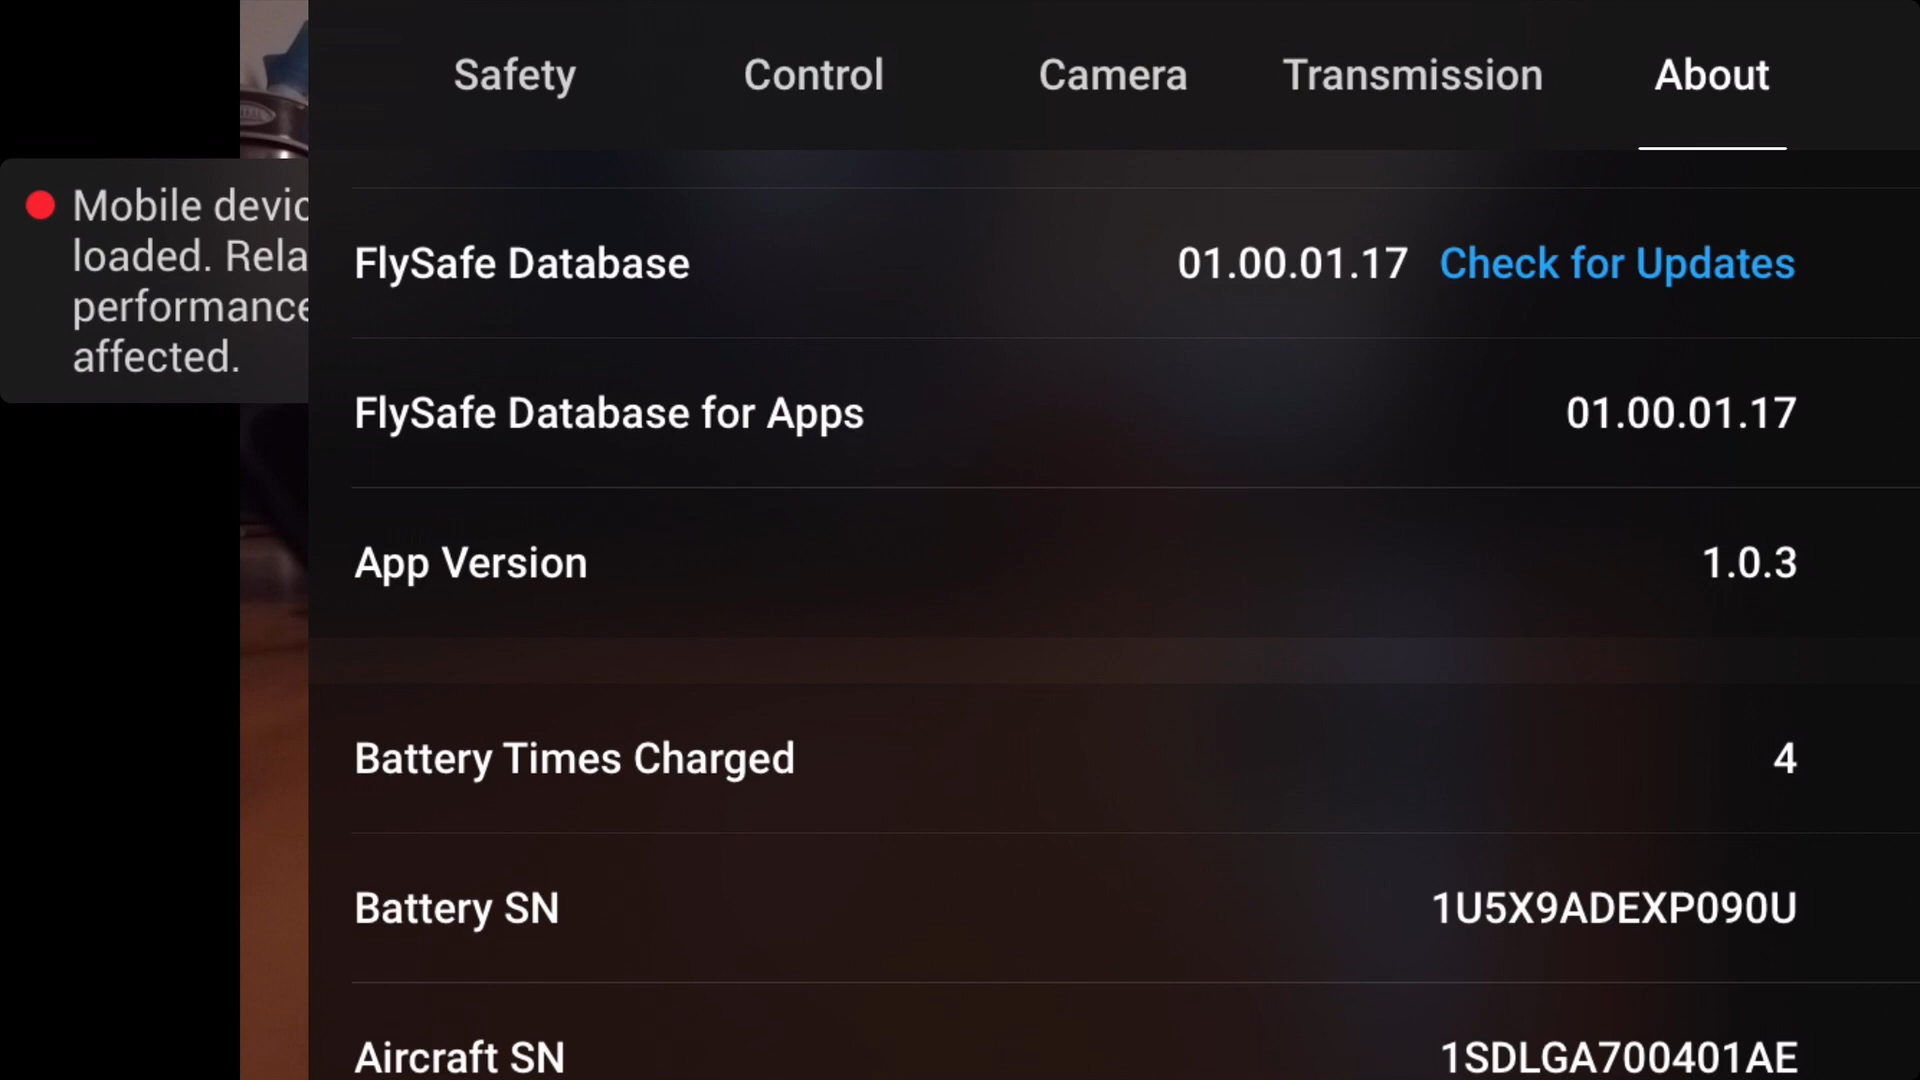 Safety Control Camera Transmission About
Mobile
loaded.
performance
affected.
FlySafe Database 01.00.01.17 Check for Updates
FlySafe Database for Apps 01.00.01.17
App Version 1.0.3
Battery Times Charged 4
Battery SN 1U5X9ADEXP090U
Aircraft SN 1SDLGA700401AE